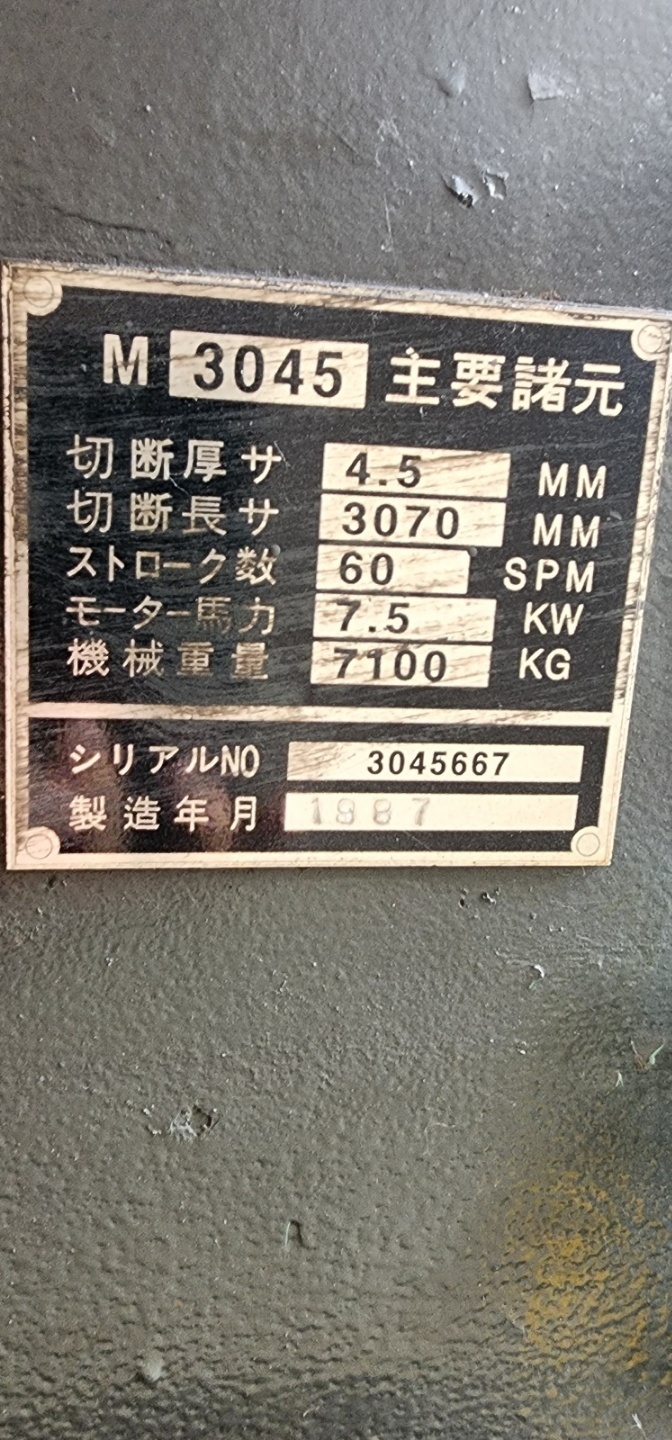 M 3045 主要諸元
切断厚サ 4.5 MM
切断長サ 3070 MM
ストローク数 60 SPM
モーター馬力 7.5 KW
機械重量 7100 KG
シリアルNO 3045667
製造年月 1987